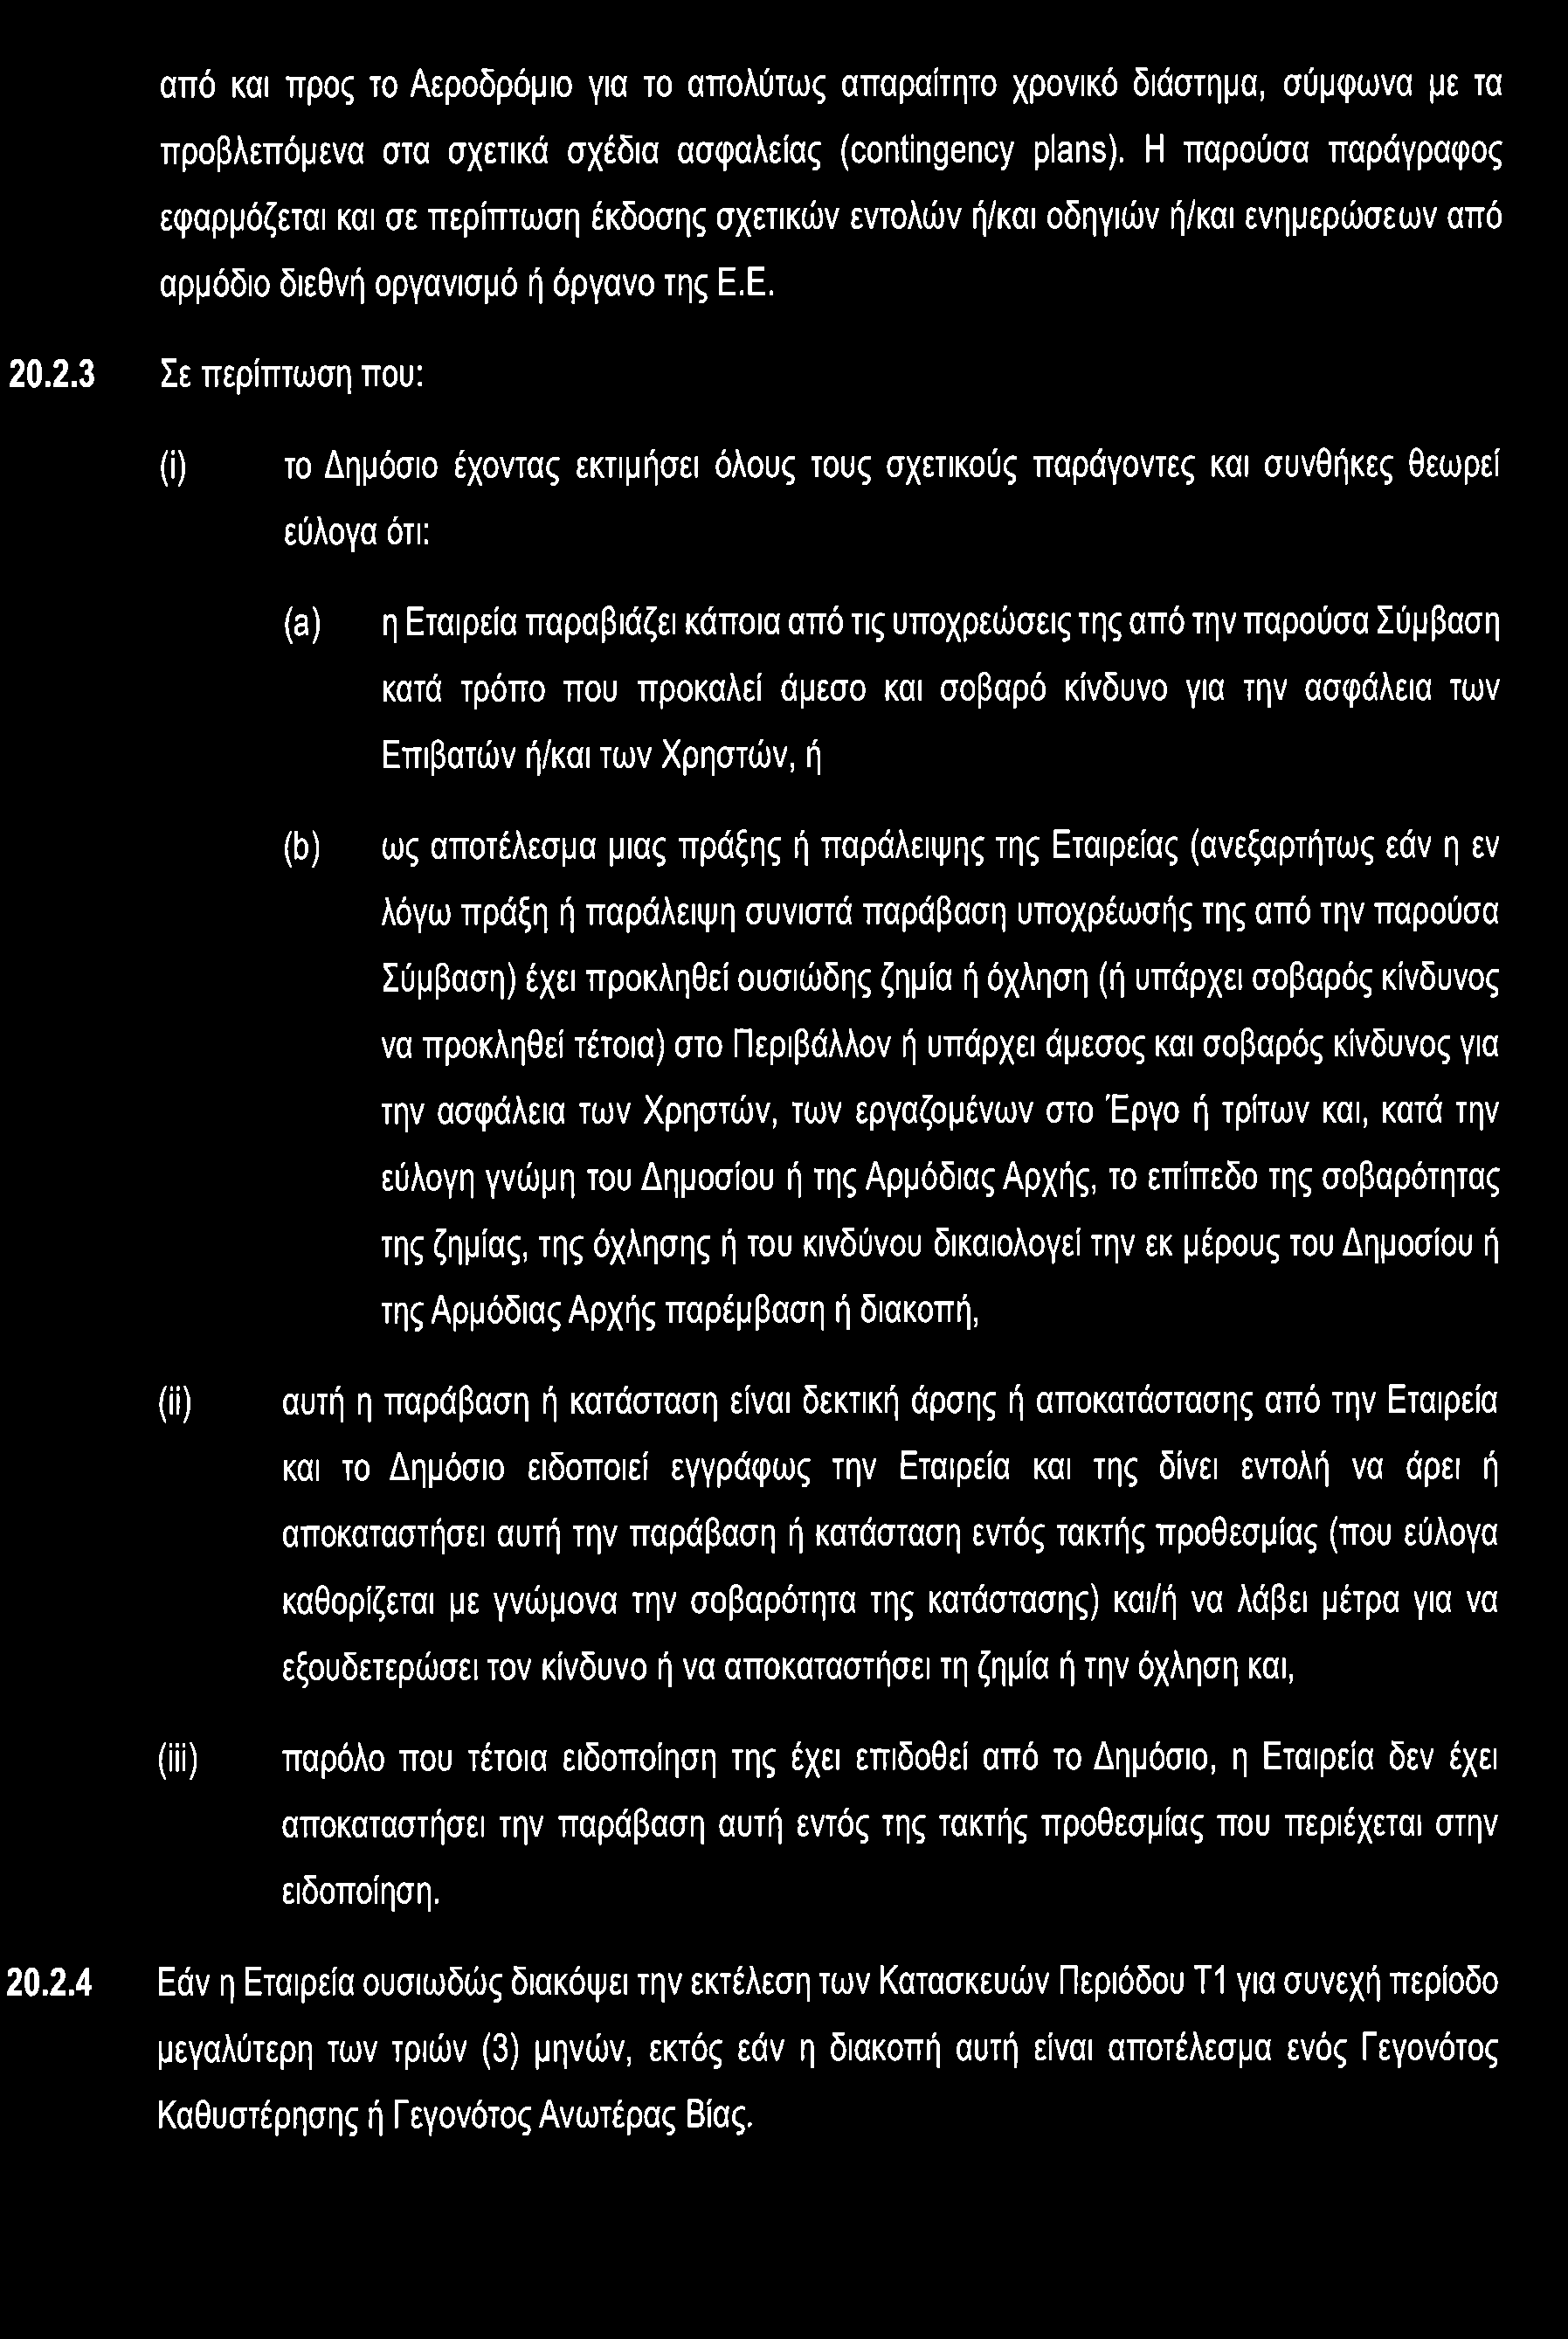 από και προς το Αεροδρόμιο για το απολύτως απαραίτητο χρονικό διάστημα, σύμφωνα με τα
προβλεπόμενα στα σχετικά σχέδια ασφαλείας (contingency plans). Η παρούσα παράγραφος
εφαρμόζεται και σε περίπτωση έκδοσης σχετικών εντολών ή/και οδηγιών ή/και ενημερώσεων από
αρμόδιο διεθνή οργανισμό ή όργανο της Ε.Ε.
20.2.3 Σε περίπτωση που:
(i) το Δημόσιο έχοντας εκτιμήσει όλους τους σχετικούς παράγοντες και συνθήκες θεωρεί
εύλογα ότι:
(a) η Εταιρεία παραβιάζει κάποια από τις υποχρεώσεις της από την παρούσα Σύμβαση
κατά τρόπο που προκαλεί άμεσο και σοβαρό κίνδυνο για την ασφάλεια των
Επιβατών ή/και των Χρηστών, ή
(b) ως αποτέλεσμα μιας πράξης ή παράλειψης της Εταιρείας (ανεξαρτήτως εάν η εν
λόγω πράξη ή παράλειψη συνιστά παράβαση υποχρέωσής της από την παρούσα
Σύμβαση) έχει προκληθεί ουσιώδης ζημία ή όχληση (ή υπάρχει σοβαρός κίνδυνος
να προκληθεί τέτοια) στο Περιβάλλον ή υπάρχει άμεσος και σοβαρός κίνδυνος για
την ασφάλεια των Χρηστών, των εργαζομένων στο Έργο ή τρίτων και, κατά την
εύλογη γνώμη του Δημοσίου ή της Αρμόδιας Αρχής, το επίπεδο της σοβαρότητας
της ζημίας, της όχλησης ή του κινδύνου δικαιολογεί την εκ μέρους του Δημοσίου ή
της Αρμόδιας Αρχής παρέμβαση ή διακοπή,
(ii) αυτή η παράβαση ή κατάσταση είναι δεκτική άρσης ή αποκατάστασης από την Εταιρεία
και το Δημόσιο ειδοποιεί εγγράφως την Εταιρεία και της δίνει εντολή να άρει ή
αποκαταστήσει αυτή την παράβαση ή κατάσταση εντός τακτής προθεσμίας (που εύλογα
καθορίζεται με γνώμονα την σοβαρότητα της κατάστασης) και/ή να λάβει μέτρα για να
εξουδετερώσει τον κίνδυνο ή να αποκαταστήσει τη ζημία ή την όχληση και,
(iii) παρόλο που τέτοια ειδοποίηση της έχει επιδοθεί από το Δημόσιο, η Εταιρεία δεν έχει
αποκαταστήσει την παράβαση αυτή εντός της τακτής προθεσμίας που περιέχεται στην
ειδοποίηση.
20.2.4 Εάν η Εταιρεία ουσιωδώς διακόψει την εκτέλεση των Κατασκευών Περιόδου Τ1 για συνεχή περίοδο
μεγαλύτερη των τριών (3) μηνών, εκτός εάν η διακοπή αυτή είναι αποτέλεσμα ενός Γεγονότος
Καθυστέρησης ή Γεγονότος Ανωτέρας Βίας.